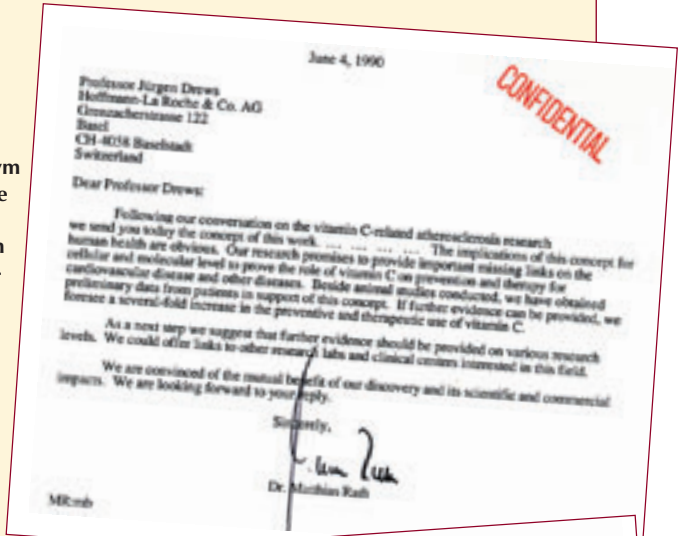 June 4, 1990
CONFIDENTIAL
Professor Jürgen Drews
Hoffmann-La Roche & Co. AG
Grenzacherstrasse 122
Basel
CH-4058 Baselstadt
Switzerland
Dear Professor Drews:
Following our conversation on the vitamin C-related atherosclerosis research
we send you today the concept of this work. ... ... ... ... The implications of this concept for
human health are obvious. Our research promises to provide important missing links on the
cellular and molecular level to prove the role of vitamin C on prevention and therapy for
cardiovascular disease and other diseases. Beside animal studies conducted, we have obtained
preliminary data from patients in support of this concept. If further evidence can be provided, we
foresee a several-fold increase in the preventive and therapeutic use of vitamin C.
As a next step we suggest that further evidence should be provided on various research
levels. We could offer links to other research labs and clinical centers interested in this field.
We are convinced of the mutual benefit of our discovery and its scientific and commercial
impacts. We are looking forward to your reply.
Sincerely,
Dr. Matthias Rath
MR:mb